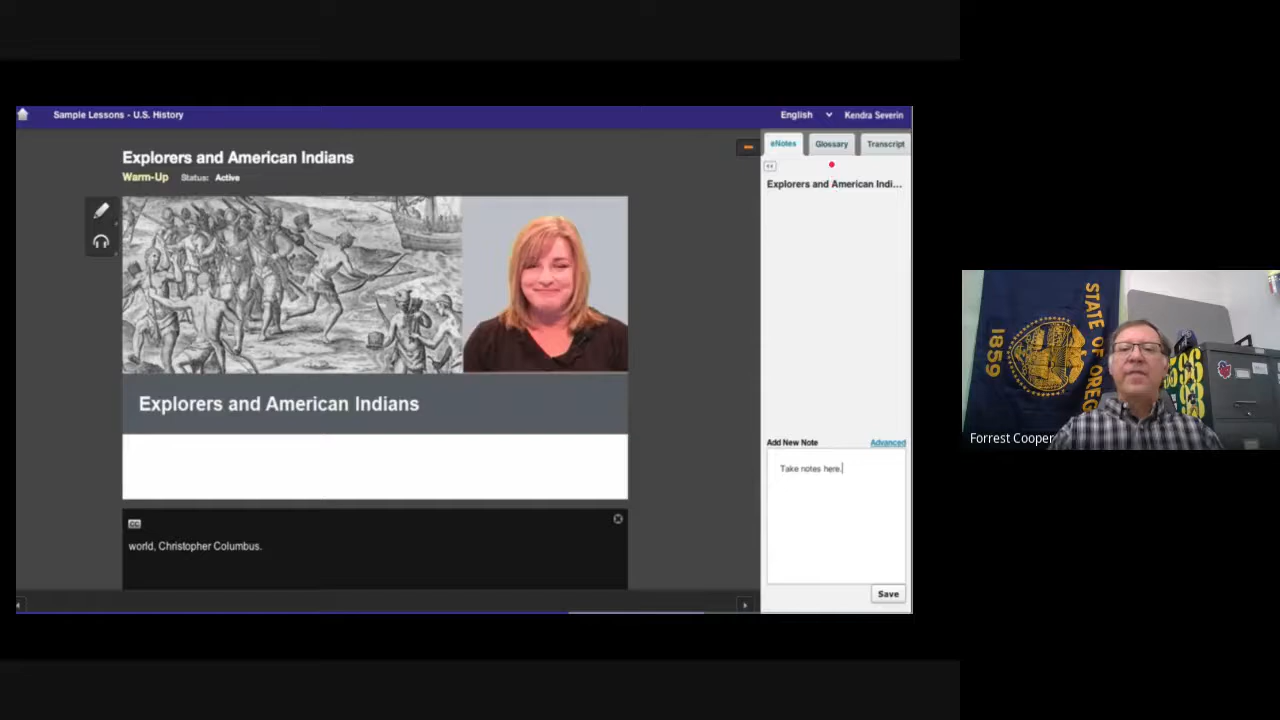 Sample Lessons - U.S. History
English
Kendra Severin
Explorers and American Indians
Warm-Up Status: Active
eNotes
Glossary
Transcript
Explorers and American Indi...
Explorers and American Indians
Add New Note
Advanced
Take notes here.
CC
world, Christopher Columbus.
Save
STATE OF OREG
1859
Forrest Cooper